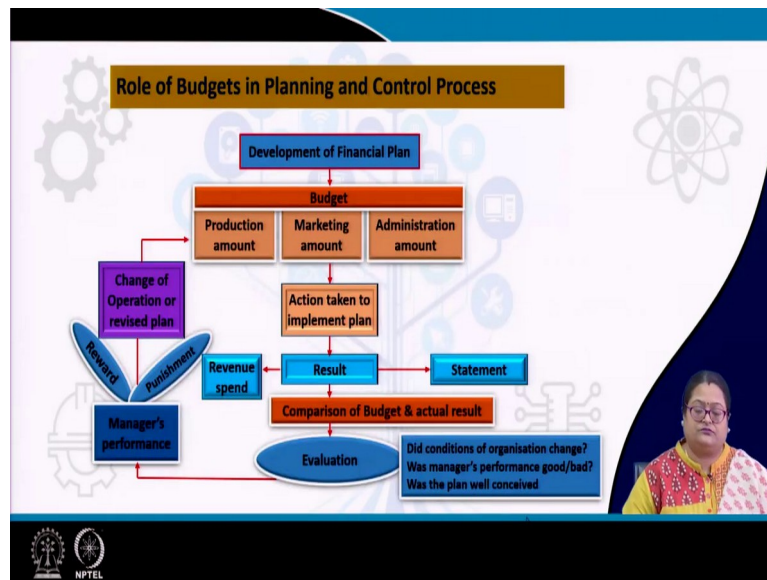 Role of Budgets in Planning and Control Process
Development of Financial Plan
Budget
Production
amount
Marketing
amount
Administration
amount
Change of
Operation or
revised plan
Action taken to
implement plan
Reward
Punishment
Revenue
spend
Result
Statement
Comparison of Budget & actual result
Manager's
performance
Evaluation
Did conditions of organisation change?
Was manager's performance good/bad?
Was the plan well conceived
NPTEL